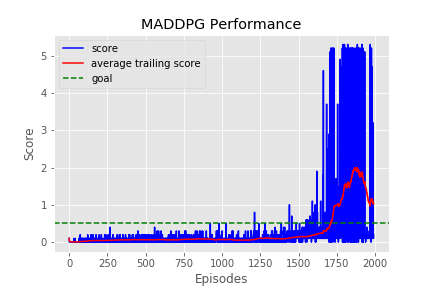 MADDPG Performance
score
average trailing score
goal
Score
5
4
3
2
1
0
0
250
500
750
1000
1250
1500
1750
2000
Episodes